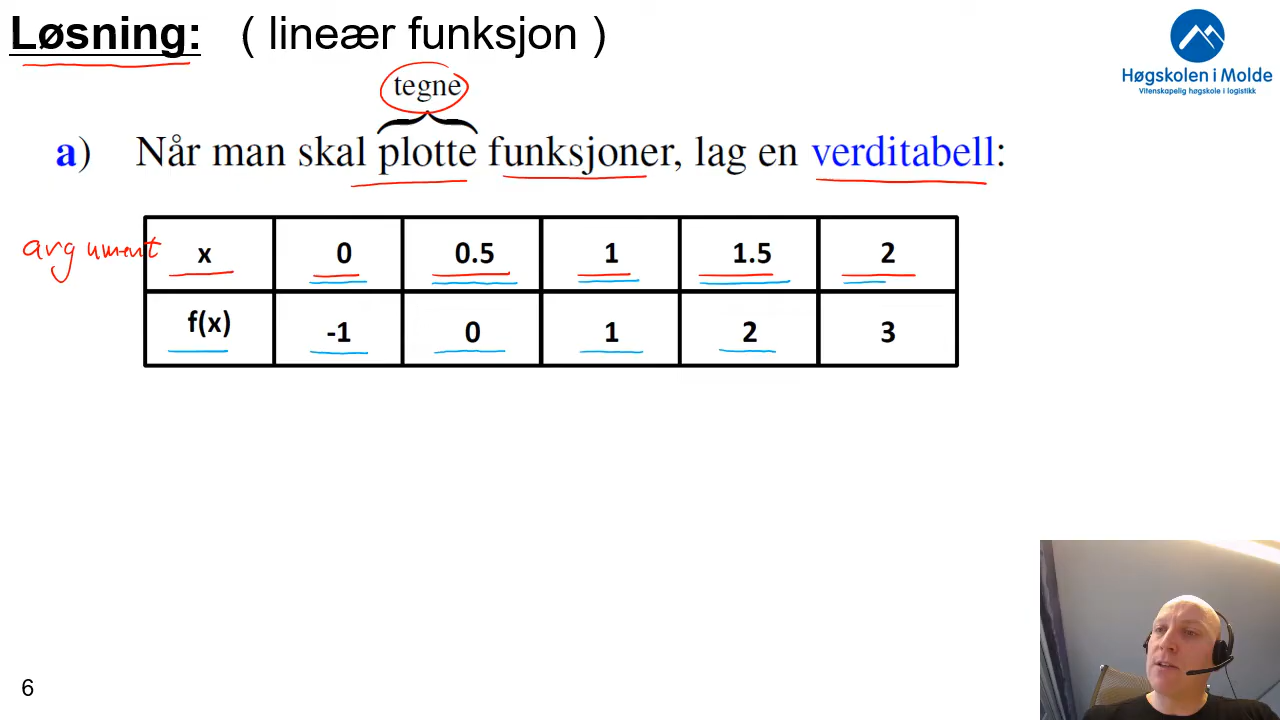 Løsning: ( lineær funksjon )
Høgskolen i Molde
Vitenskapelig høgskole i logistikk
tegne
a) Når man skal plotte funksjoner, lag en verditabell:
argument
x 0 0.5 1 1.5 2
f(x) -1 0 1 2 3
6